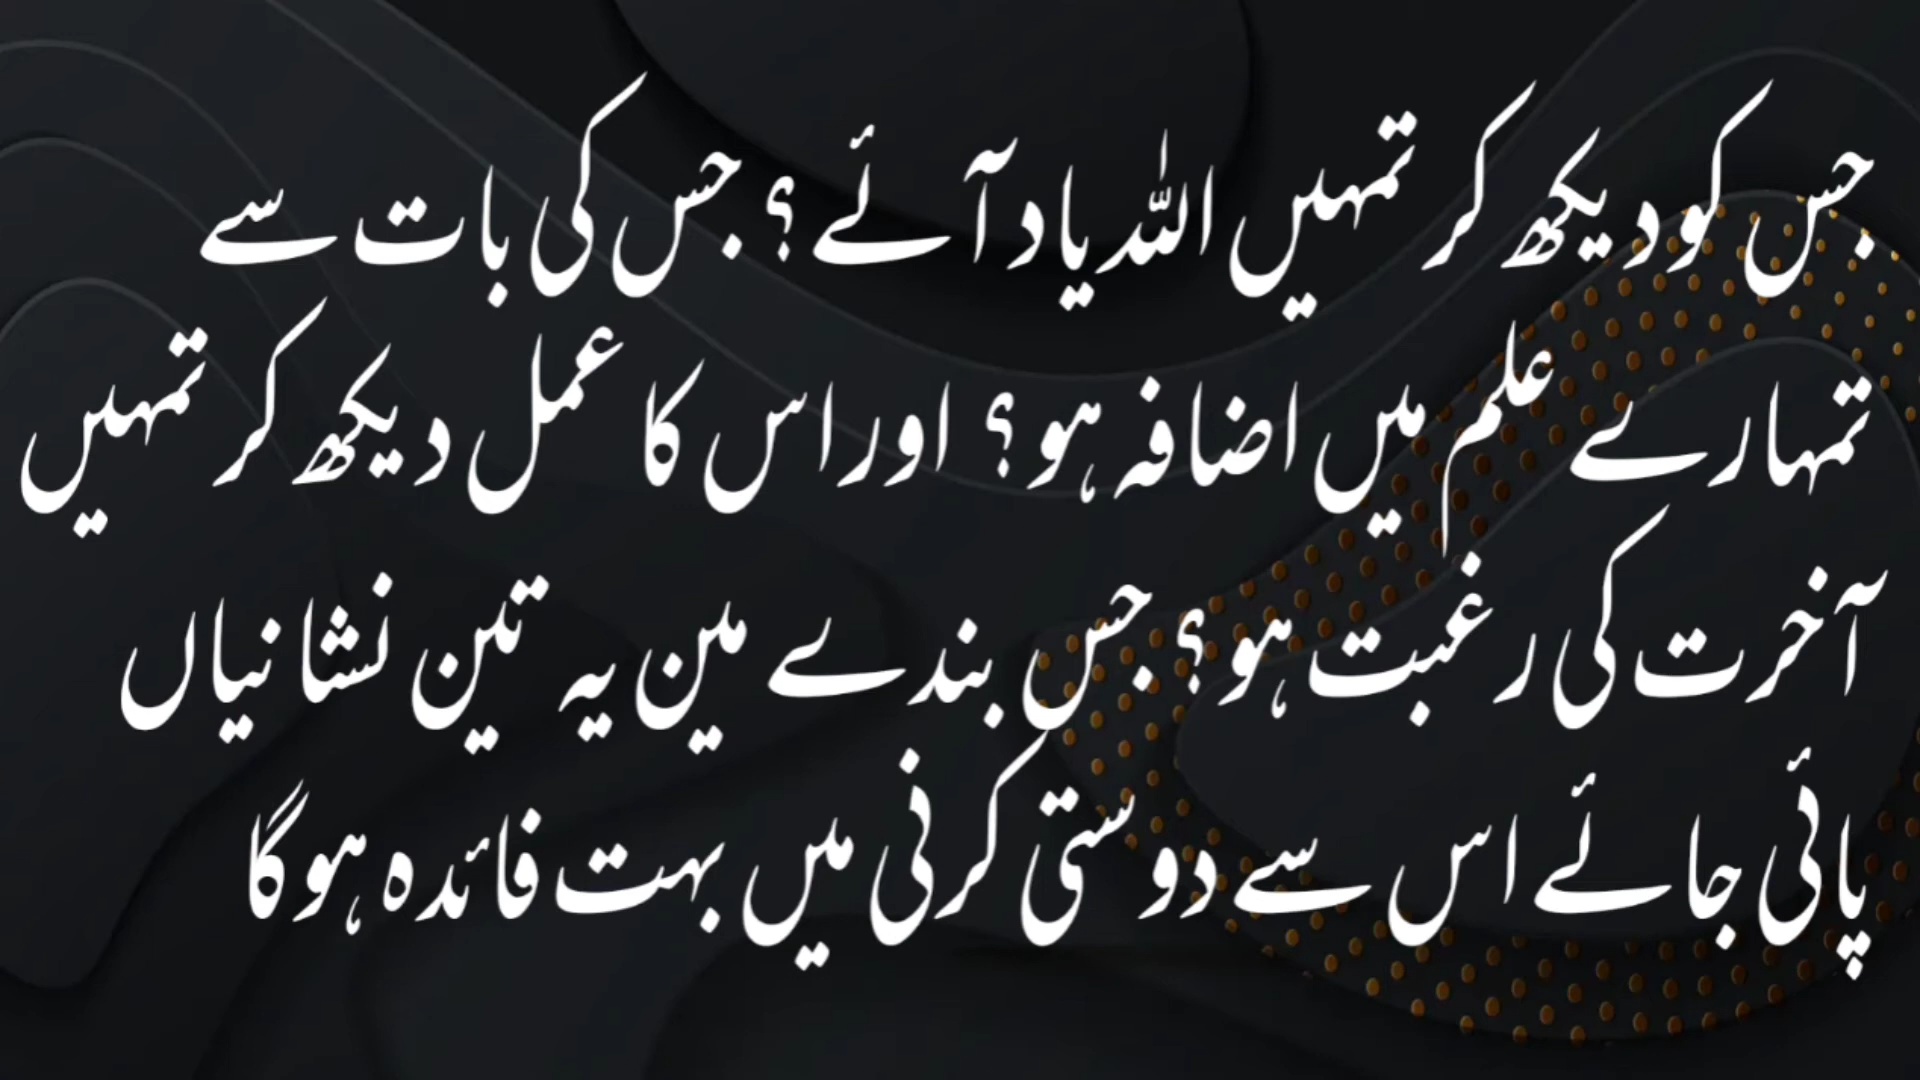 جس کو دیکھ کر تمہیں اللہ یاد آئے؟ جس کی بات سے
تمہارے علم میں اضافہ ہو؟ اور اس کا عمل دیکھ کر تمہیں
آخرت کی رغبت ہو؟ جس بندے مین یہ تین نشانیاں
پائی جائے اس سے دوستی کرنی میں بہت فائدہ ہوگا